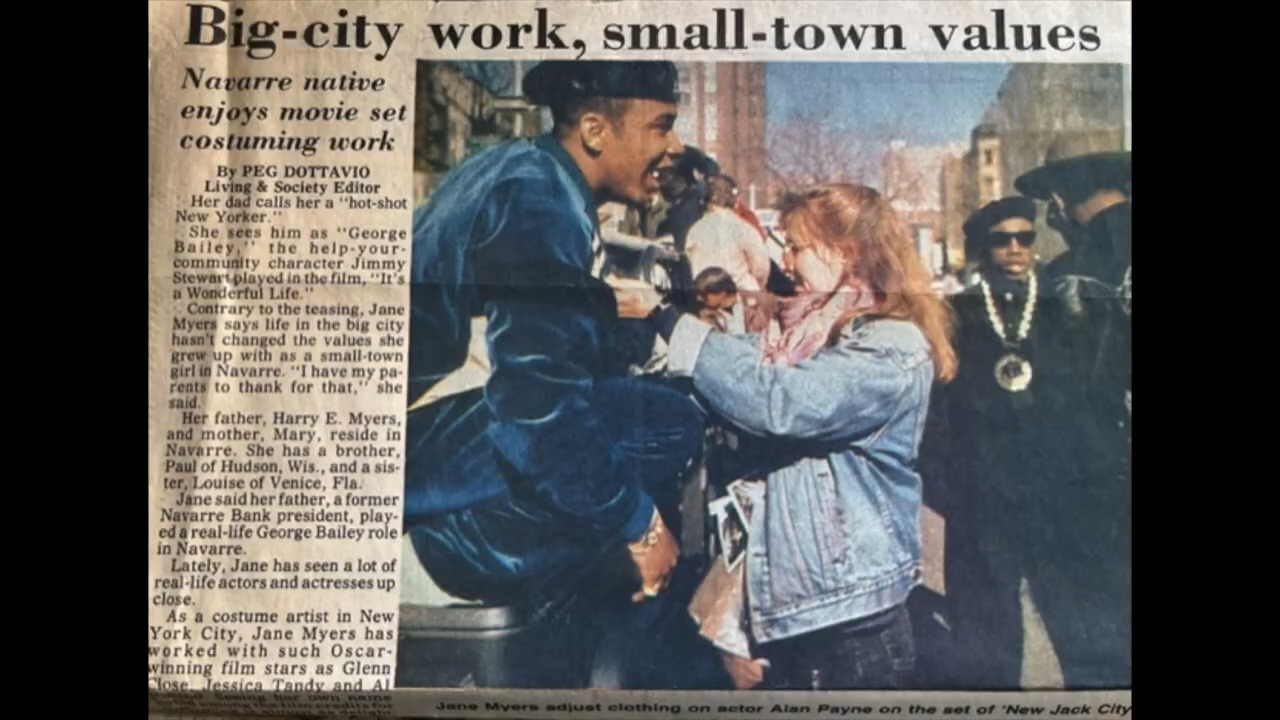 Big-city work, small-town values
Navarre native
enjoys movie set
costuming work
By PEG DOTTAVIO
Living & Society Editor
Her dad calls her a "hot-shot
New Yorker."
She sees him as "George
Bailey," the help-your-
community character Jimmy
Stewart played in the film, "It's
a Wonderful Life."
Contrary to the teasing, Jane
Myers says life in the big city
hasn't changed the values she
grew up with as a small-town
girl in Navarre. "I have my pa-
rents to thank for that," she
said.
Her father, Harry E. Myers,
and mother, Mary, reside in
Navarre. She has a brother,
Paul of Hudson, Wis., and a sis-
ter, Louise of Venice, Fla.
Jane said her father, a former
Navarre Bank president, play-
ed a real-life George Bailey role
in Navarre.
Lately, Jane has seen a lot of
real-life actors and actresses up
close.
As a costume artist in New
York City, Jane Myers has
worked with such Oscar-
winning film stars as Glenn
Close, Jessica Tandy and Al
Jane Myers adjust clothing on actor Alan Payne on the set of 'New Jack City